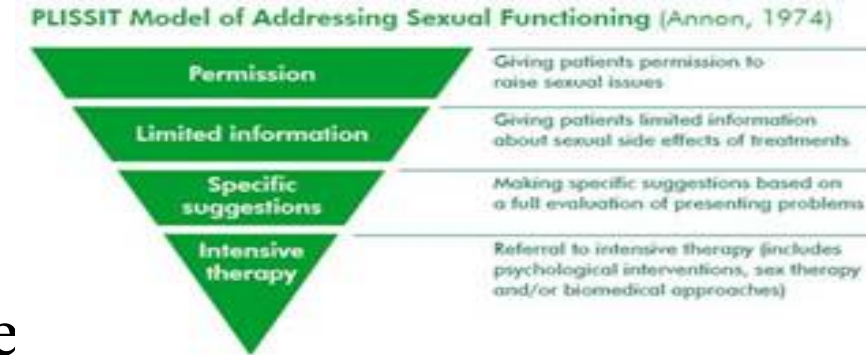 PLISSIT Model of Addressing Sexual Functioning (Annon, 1974)
Permission
Giving patients permission to
raise sexual issues
Limited information
Giving patients limited information
about sexual side effects of treatments
Specific
suggestions
Making specific suggestions based on
a full evaluation of presenting problems
Intensive
therapy
Referral to intensive therapy (includes
psychological interventions, sex therapy
and/or biomedical approaches)
e